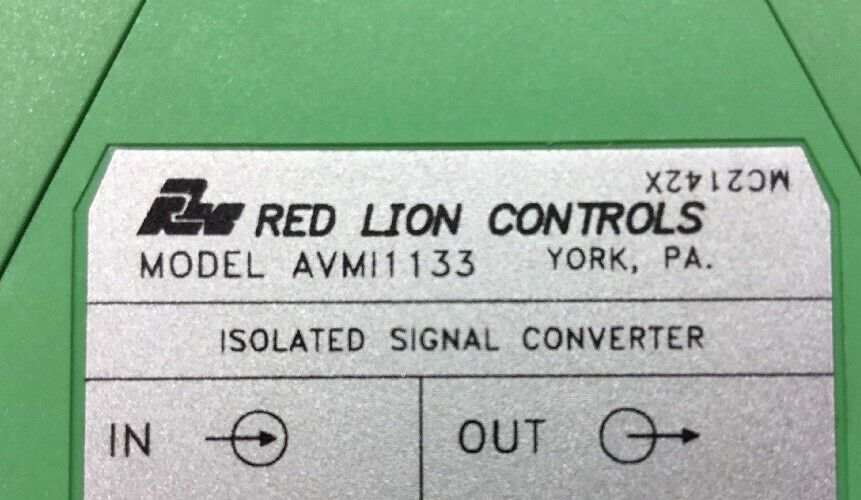 MC2142X
RED LION CONTROLS
MODEL AVMI1133 YORK, PA.
ISOLATED SIGNAL CONVERTER
IN OUT